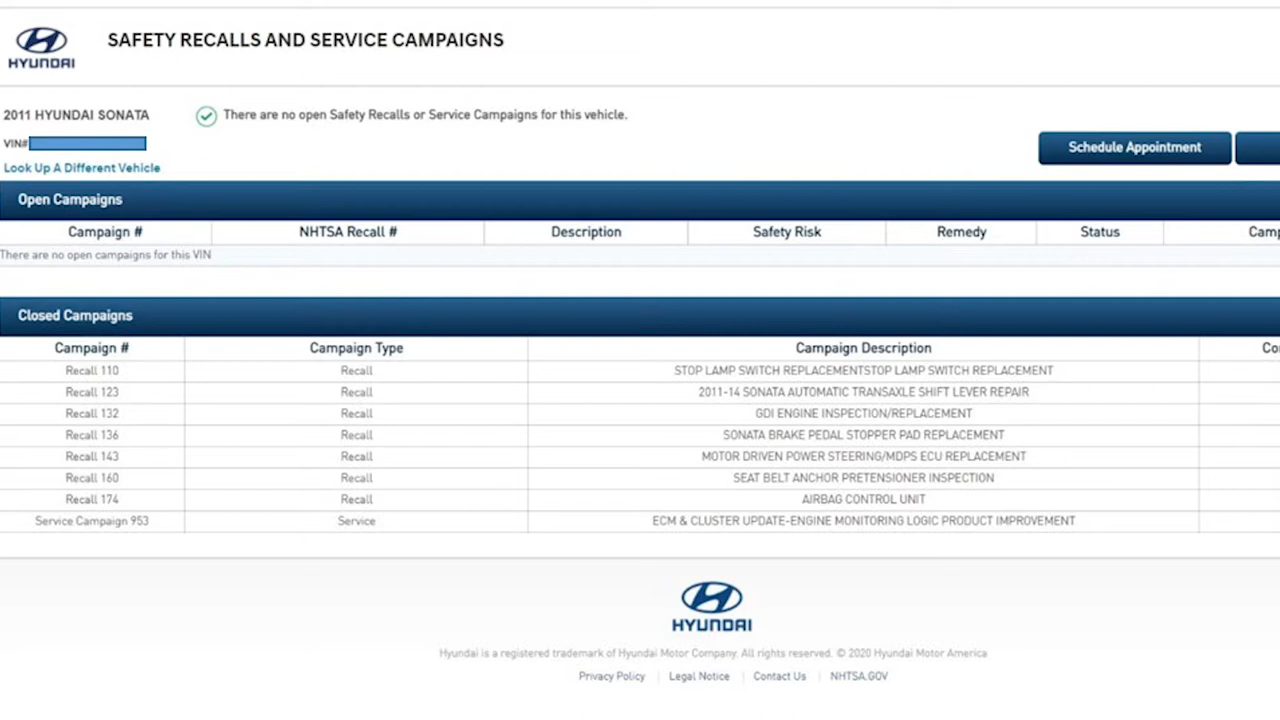 HYUNDAI
SAFETY RECALLS AND SERVICE CAMPAIGNS
2011 HYUNDAI SONATA
There are no open Safety Recalls or Service Campaigns for this vehicle.
VIN#
Look Up A Different Vehicle
Schedule Appointment
Open Campaigns
Campaign # NHTSA Recall # Description Safety Risk Remedy Status Camp
There are no open campaigns for this VIN
Closed Campaigns
Campaign # Campaign Type Campaign Description Co
Recall 110 Recall STOP LAMP SWITCH REPLACEMENTSTOP LAMP SWITCH REPLACEMENT
Recall 123 Recall 2011-14 SONATA AUTOMATIC TRANSAXLE SHIFT LEVER REPAIR
Recall 132 Recall GDI ENGINE INSPECTION/REPLACEMENT
Recall 136 Recall SONATA BRAKE PEDAL STOPPER PAD REPLACEMENT
Recall 143 Recall MOTOR DRIVEN POWER STEERING/MDPS ECU REPLACEMENT
Recall 160 Recall SEAT BELT ANCHOR PRETENSIONER INSPECTION
Recall 174 Recall AIRBAG CONTROL UNIT
Service Campaign 953 Service ECM & CLUSTER UPDATE-ENGINE MONITORING LOGIC PRODUCT IMPROVEMENT
HYUNDAI
Hyundai is a registered trademark of Hyundai Motor Company. All rights reserved. © 2020 Hyundai Motor America
Privacy Policy Legal Notice Contact Us NHTSA.GOV